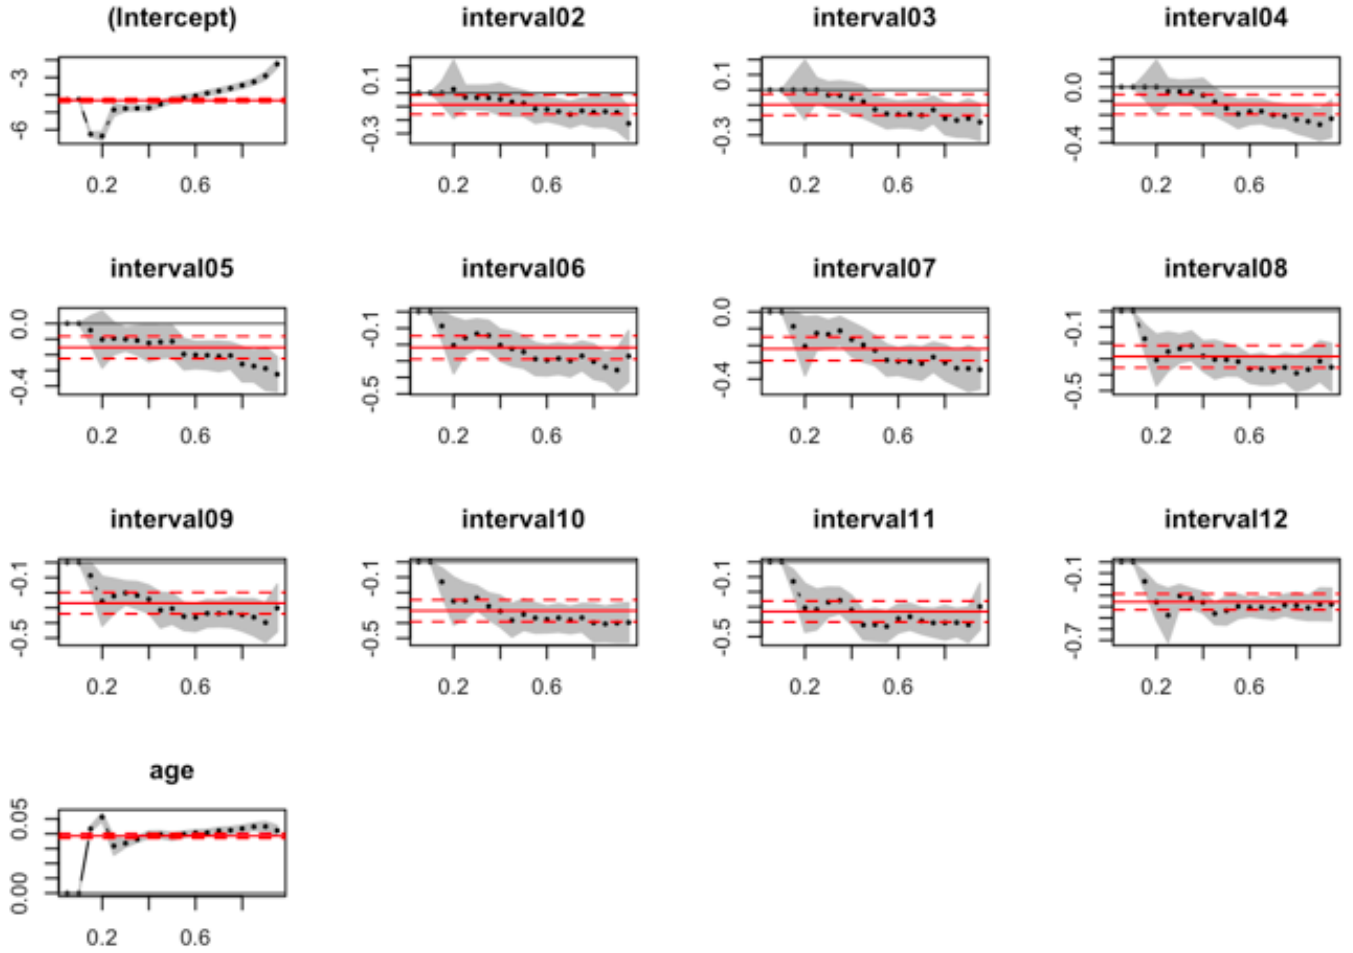 (Intercept) interval02 interval03 interval04
-3 -6 0.1 -0.3 0.1 -0.3 0.0 -0.4
0.2 0.6 0.2 0.6 0.2 0.6 0.2 0.6
interval05 interval06 interval07 interval08
0.0 -0.4 -0.1 -0.5 0.0 -0.4 -0.1 -0.5
0.2 0.6 0.2 0.6 0.2 0.6 0.2 0.6
interval09 interval10 interval11 interval12
-0.1 -0.5 -0.1 -0.5 -0.1 -0.5 -0.1 -0.7
0.2 0.6 0.2 0.6 0.2 0.6 0.2 0.6
age
0.05 0.00
0.2 0.6